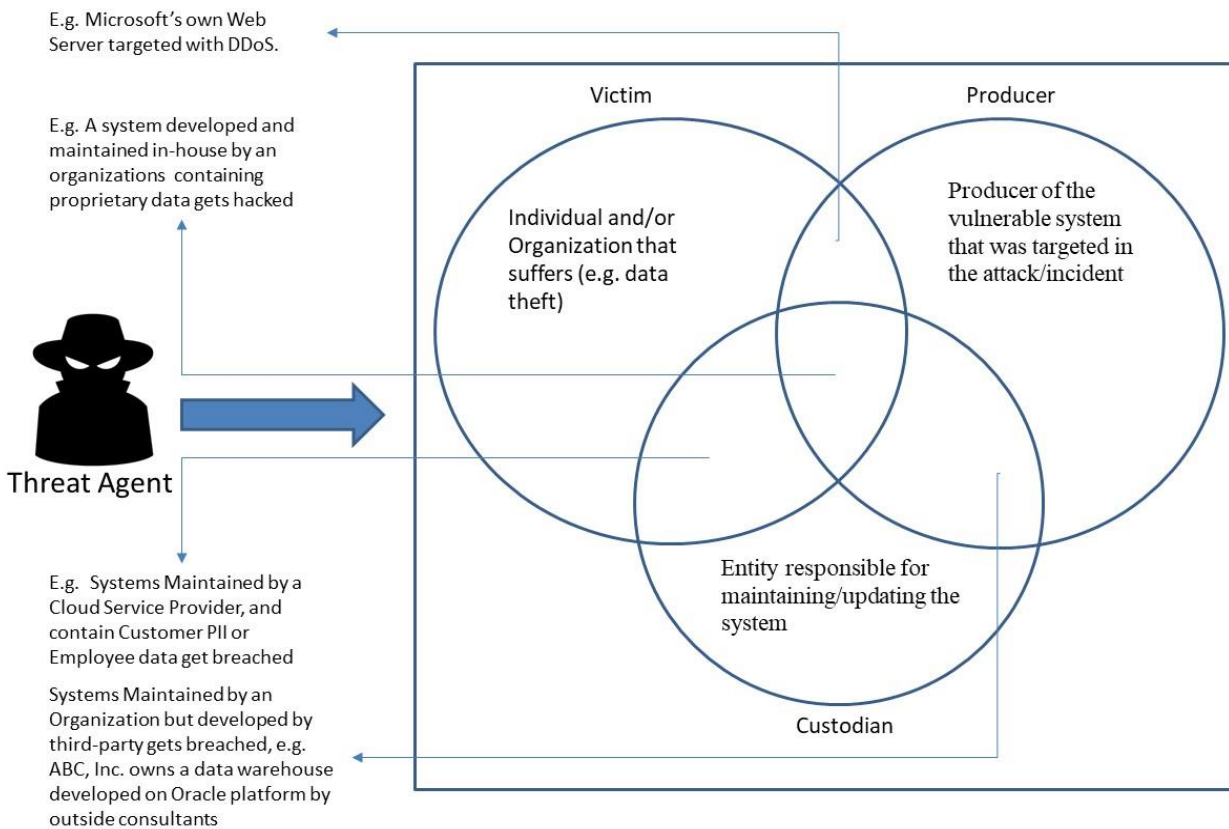 E.g. Microsoft's own Web
Server targeted with DDoS.
E.g. A system developed and
maintained in-house by an
organizations containing
proprietary data gets hacked
Threat Agent
E.g. Systems Maintained by a
Cloud Service Provider, and
contain Customer PII or
Employee data get breached
Systems Maintained by an
Organization but developed by
third-party gets breached, e.g.
ABC, Inc. owns a data warehouse
developed on Oracle platform by
outside consultants
Victim
Individual and/or
Organization that
suffers (e.g. data
theft)
Producer
Producer of the
vulnerable system
that was targeted in
the attack/incident
Entity responsible for
maintaining/updating the
system
Custodian